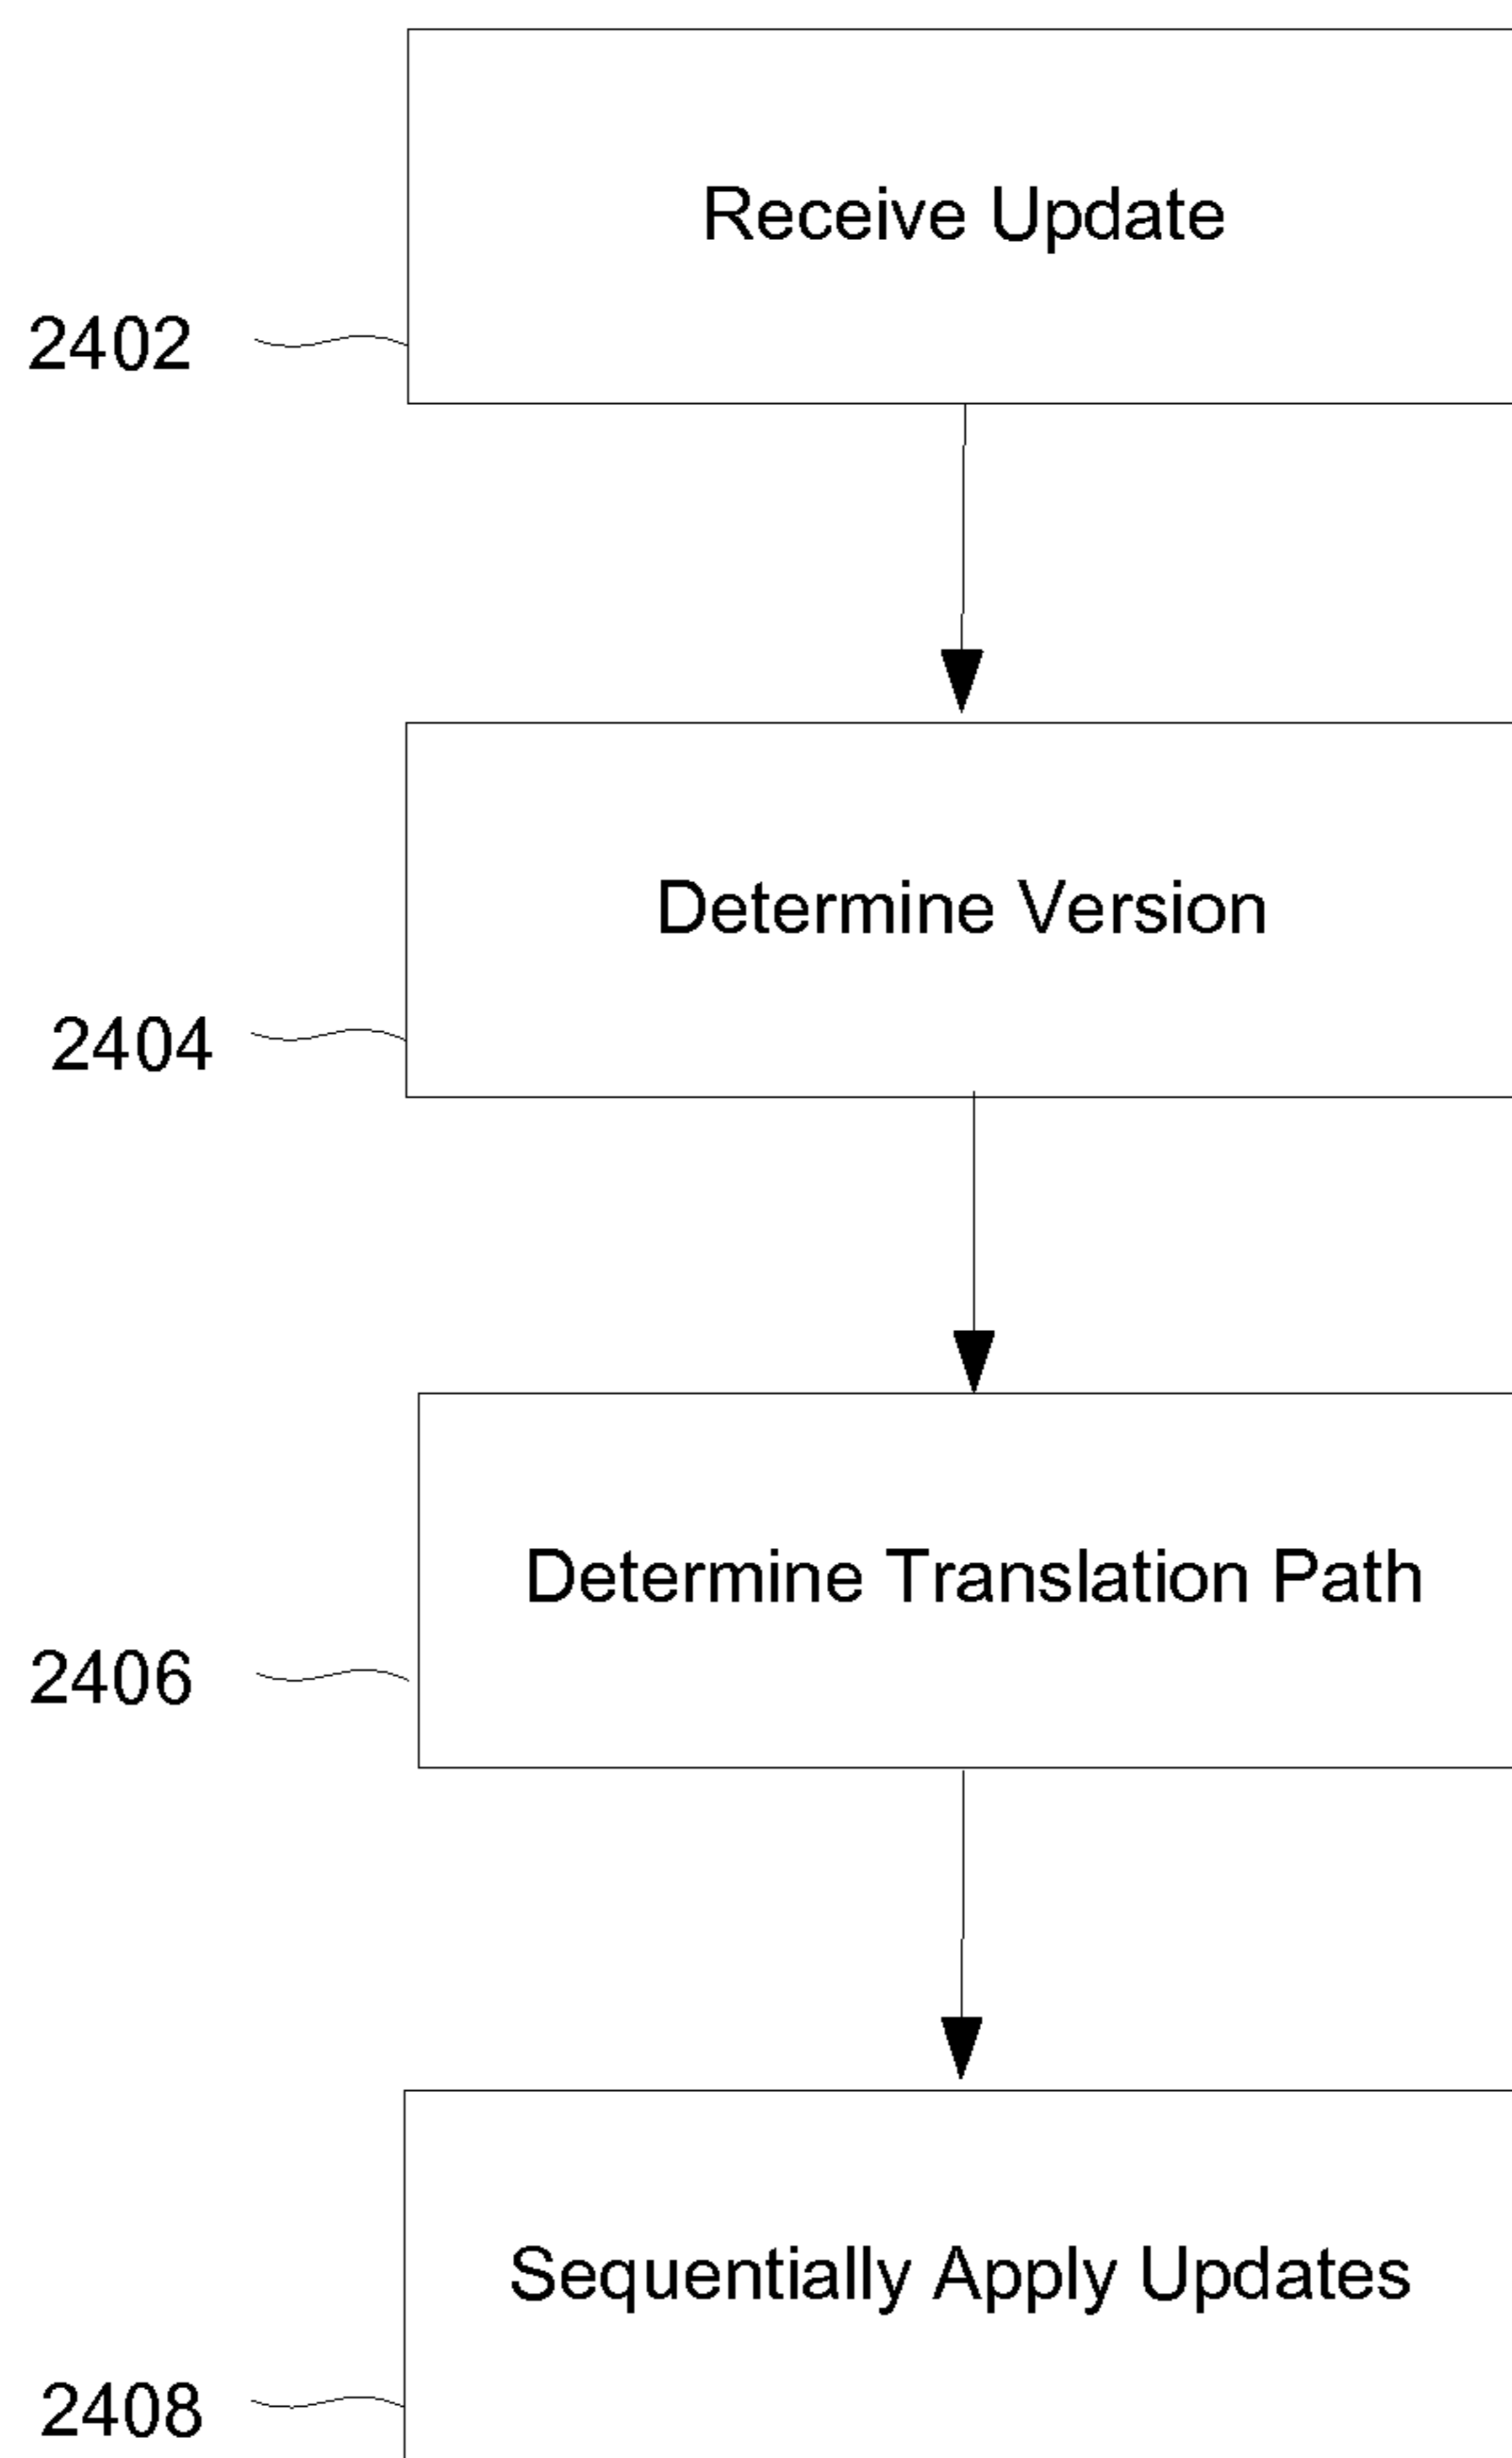 Receive Update
2402
Determine Version
2404
Determine Translation Path
2406
Sequentially Apply Updates
2408